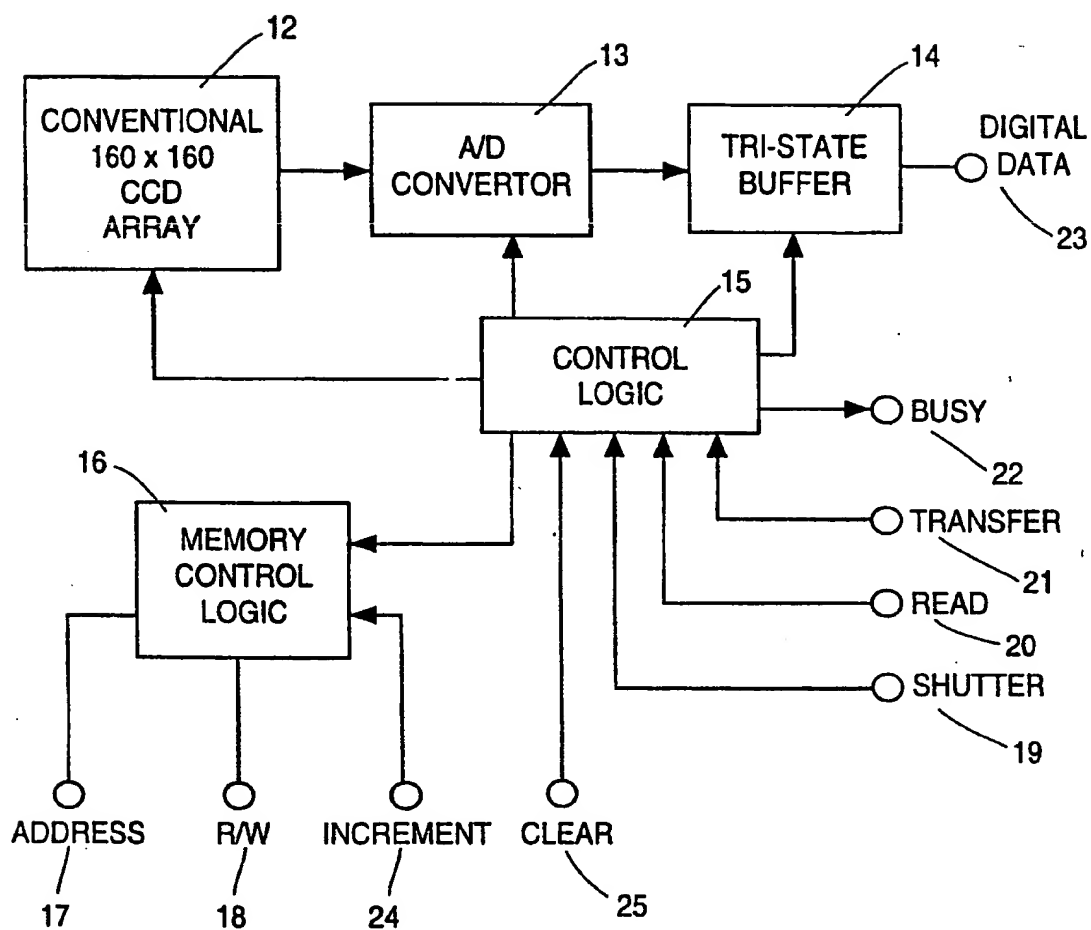 12
13
14
CONVENTIONAL
160 x 160
CCD
ARRAY
A/D
CONVERTOR
TRI-STATE
BUFFER
DIGITAL
DATA
23
15
CONTROL
LOGIC
BUSY
22
16
MEMORY
CONTROL
LOGIC
TRANSFER
21
READ
20
SHUTTER
19
ADDRESS
R/W
INCREMENT
CLEAR
17
18
24
25